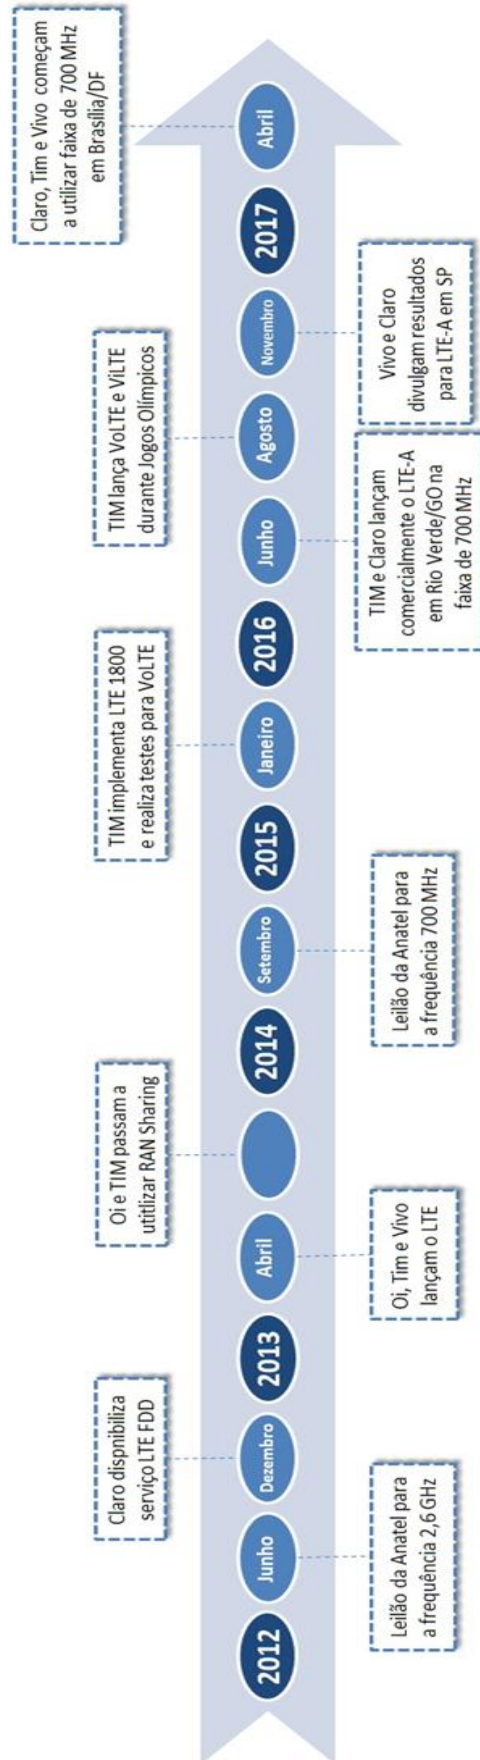 Claro dispnibiliza
serviço LTE FDD
Oi e TIM passam a
utitlizar RAN Sharing
TIM implementa LTE 1800
e realiza testes para VoLTE
TIM lança VoLTE e ViLTE
durante Jogos Olímpicos
Claro, Tim e Vivo começam
a utilizar faixa de 700 MHz
em Brasília/DF
2012
Junho
Dezembro
2013
Abril
2014
Setembro
2015
Janeiro
2016
Junho
Agosto
Novembro
2017
Abril
Leilão da Anatel para
a frequência 2,6 GHz
Oi, Tim e Vivo
lançam o LTE
Leilão da Anatel para
a frequência 700 MHz
TIM e Claro lançam
comercialmente o LTE-A
em Rio Verde/GO na
faixa de 700 MHz
Vivo e Claro
divulgam resultados
para LTE-A em SP